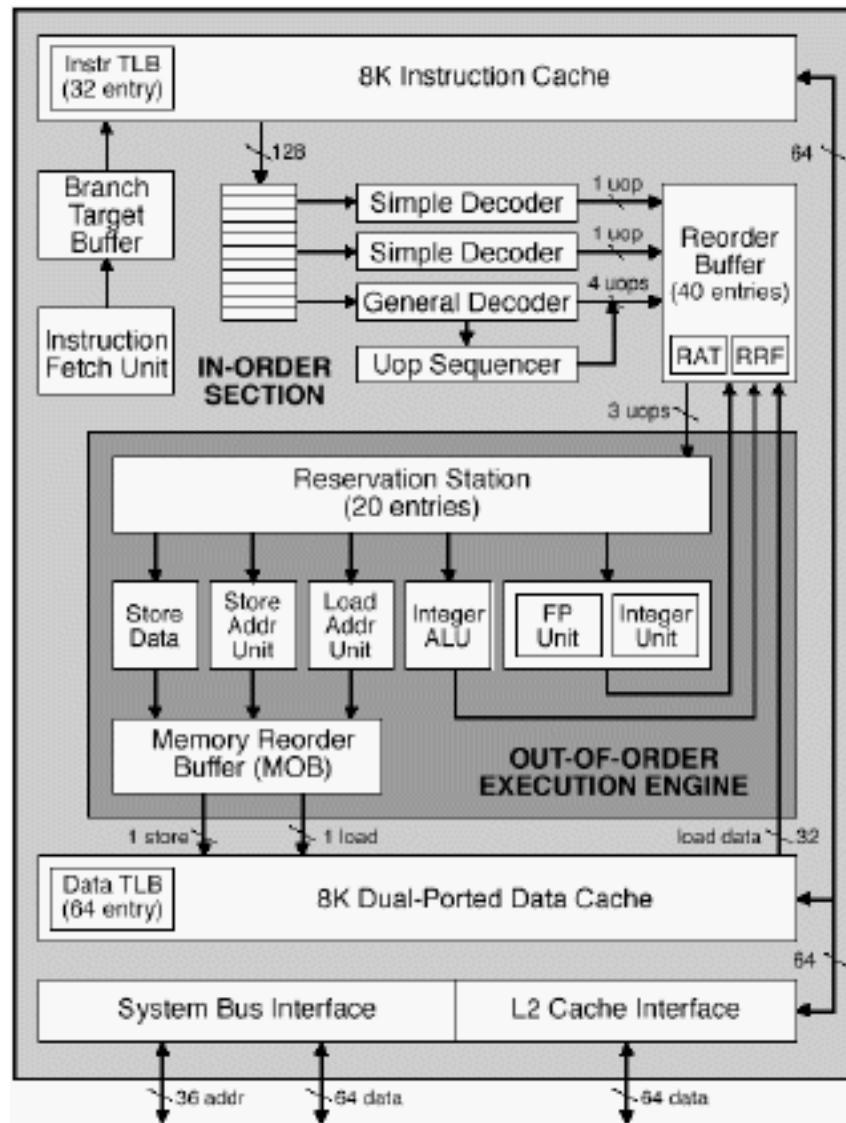 Instr TLB
(32 entry)
8K Instruction Cache
128
64
Branch
Target
Buffer
Simple Decoder
1 uop
Simple Decoder
1 uop
General Decoder
4 uops
Uop Sequencer
Reorder
Buffer
(40 entries)
RAT
RRF
Instruction
Fetch Unit
IN-ORDER
SECTION
3 uops
Reservation Station
(20 entries)
Store
Data
Store
Addr
Unit
Load
Addr
Unit
Integer
ALU
FP
Unit
Integer
Unit
Memory Reorder
Buffer (MOB)
OUT-OF-ORDER
EXECUTION ENGINE
1 store
1 load
load data
32
Data TLB
(64 entry)
8K Dual-Ported Data Cache
64
System Bus Interface
L2 Cache Interface
36 addr
64 data
64 data